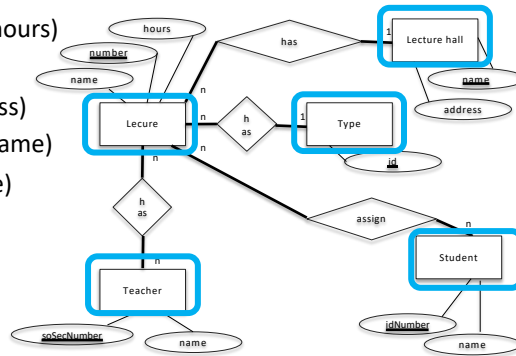 hours)
ss)
ame)
e)
hours
number
name
has
1
Lecture hall
name
address
n
Lecure
n
h
as
1
Type
id
n
n
h
as
n
Teacher
soSecNumber
name
assign
n
Student
idNumber
name